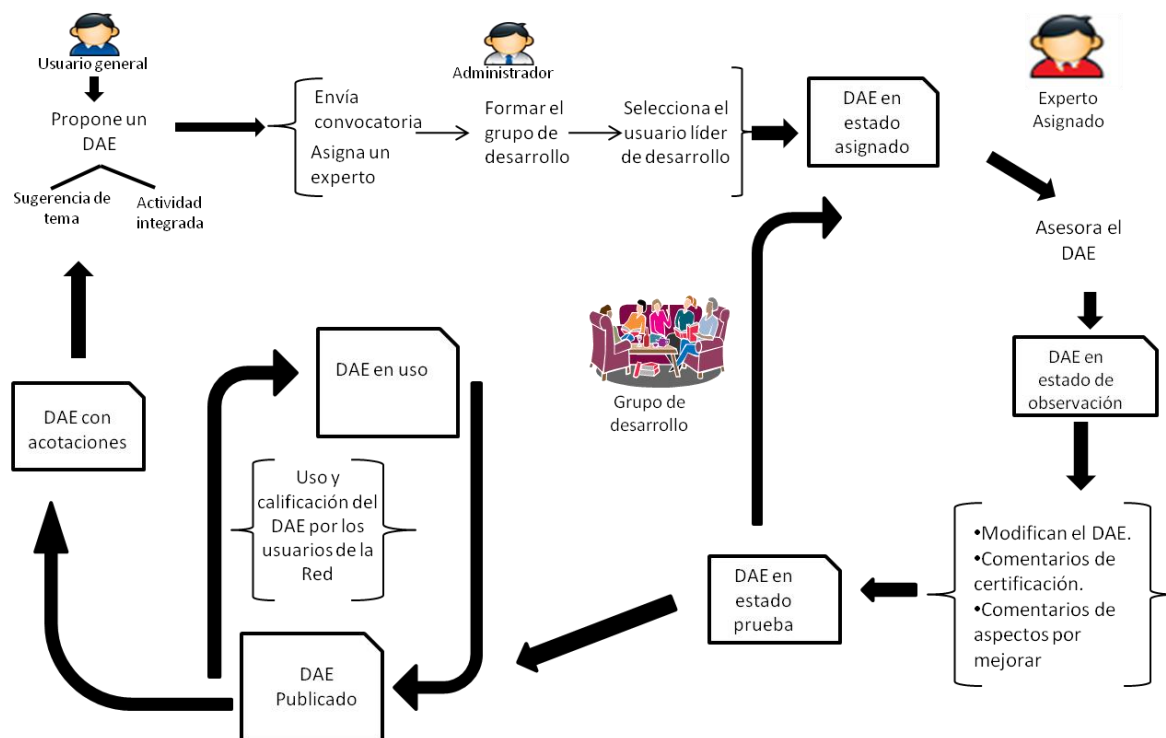 Usuario general
Propone un
DAE
Sugerencia de
tema
Actividad
integrada
Envía
convocatoria
Asigna un
experto
Administrador
Formar el
grupo de
desarrollo
Selecciona el
usuario líder
de desarrollo
DAE en
estado
asignado
Experto
Asignado
Asesora el
DAE
DAE en
estado de
observación
•Modifican el DAE.
•Comentarios de
certificación.
•Comentarios de
aspectos por
mejorar
DAE en
estado
prueba
Grupo de
desarrollo
DAE en uso
Uso y
calificación del
DAE por los
usuarios de la
Red
DAE
Publicado
DAE con
acotaciones